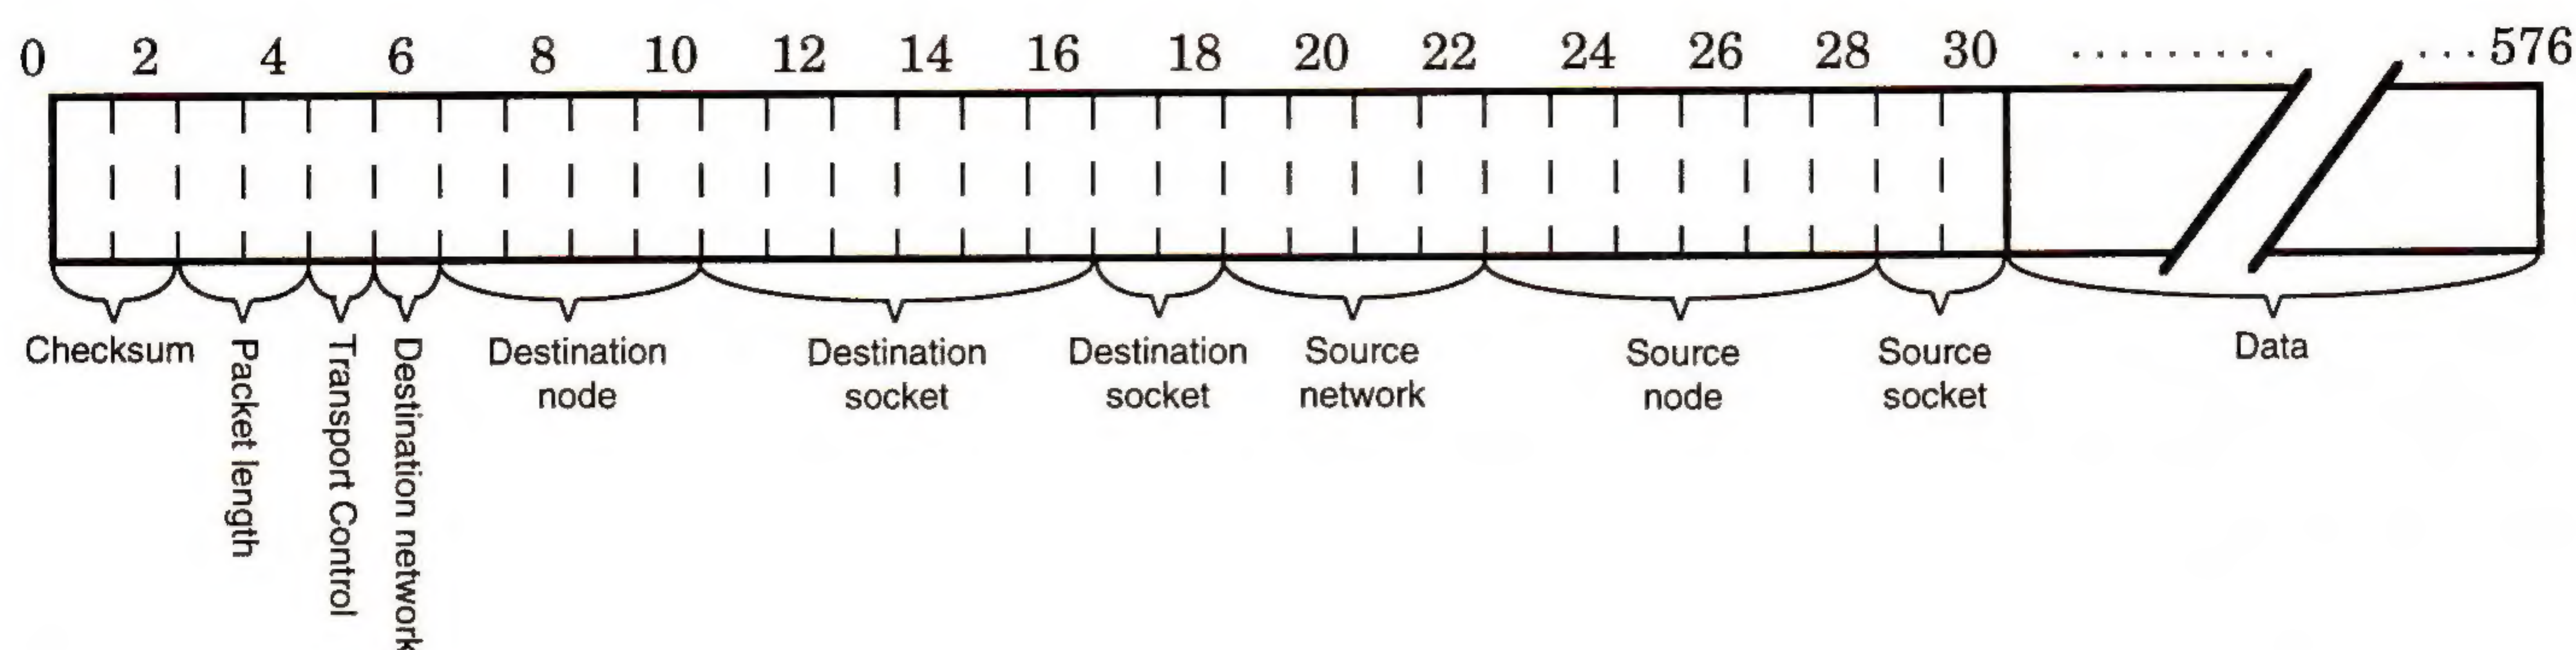 0 2 4 6 8 10 12 14 16 18 20 22 24 26 28 30 ......... ...576
Checksum
Packet length
Transport Control
Destination network
Destination
node
Destination
socket
Destination
socket
Source
network
Source
node
Source
socket
Data